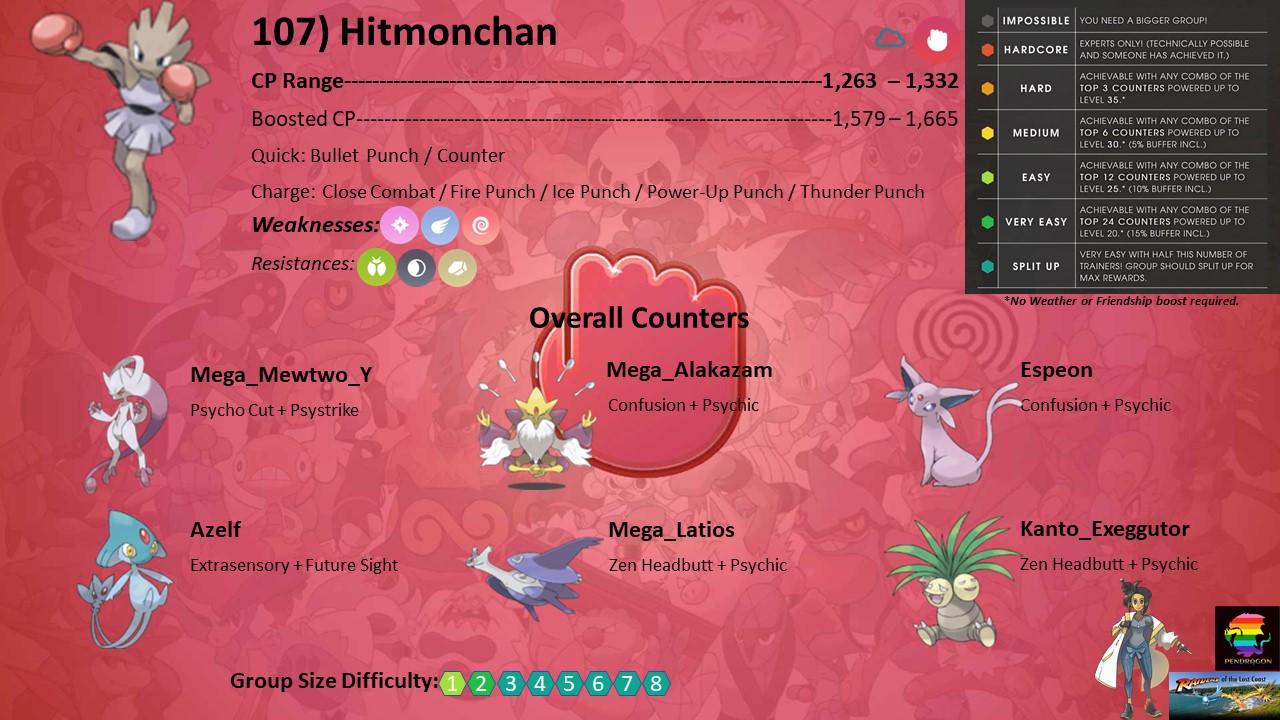 107) Hitmonchan
CP Range--------------------------------------------------------------------1,263 – 1,332
Boosted CP--------------------------------------------------------------------1,579 – 1,665
Quick: Bullet Punch / Counter
Charge: Close Combat / Fire Punch / Ice Punch / Power-Up Punch / Thunder Punch
Weaknesses:
Resistances:
IMPOSSIBLE YOU NEED A BIGGER GROUP!
HARDCORE EXPERTS ONLY! (TECHNICALLY POSSIBLE
AND SOMEONE HAS ACHIEVED IT.)
HARD ACHIEVABLE WITH ANY COMBO OF THE
TOP 3 COUNTERS POWERED UP TO
LEVEL 35.*
MEDIUM ACHIEVABLE WITH ANY COMBO OF THE
TOP 6 COUNTERS POWERED UP TO
LEVEL 30.* (5% BUFFER INCL.)
EASY ACHIEVABLE WITH ANY COMBO OF THE
TOP 12 COUNTERS POWERED UP TO
LEVEL 25.* (10% BUFFER INCL.)
VERY EASY ACHIEVABLE WITH ANY COMBO OF THE
TOP 24 COUNTERS POWERED UP TO
LEVEL 20.* (15% BUFFER INCL.)
SPLIT UP VERY EASY WITH HALF THIS NUMBER OF
TRAINERS! GROUP SHOULD SPLIT UP FOR
MAX REWARDS.
*No Weather or Friendship boost required.
Overall Counters
Mega_Mewtwo_Y
Psycho Cut + Psystrike
Mega_Alakazam
Confusion + Psychic
Espeon
Confusion + Psychic
Azelf
Extrasensory + Future Sight
Mega_Latios
Zen Headbutt + Psychic
Kanto_Exeggutor
Zen Headbutt + Psychic
Group Size Difficulty: 1 2 3 4 5 6 7 8
PENDRAGON
RAIDERS of the Lost Coast